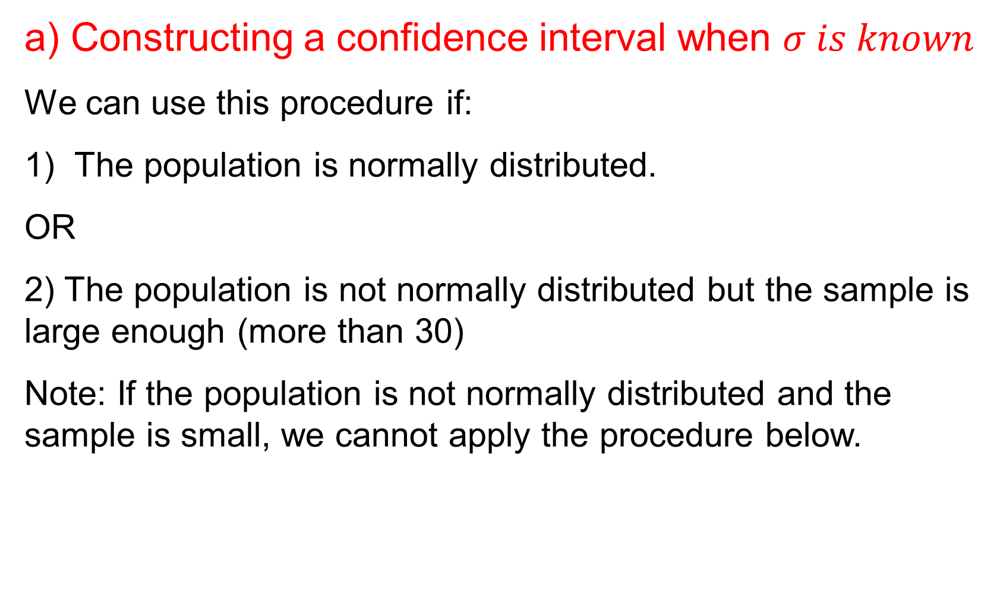 a) Constructing a confidence interval when 𝜎 𝑖𝑠 𝑘𝑛𝑜𝑤𝑛
We can use this procedure if:
1) The population is normally distributed.
OR
2) The population is not normally distributed but the sample is
large enough (more than 30)
Note: If the population is not normally distributed and the
sample is small, we cannot apply the procedure below.